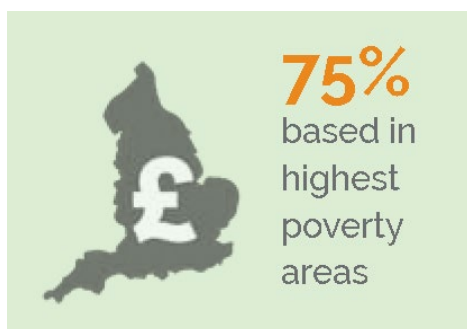 £
75%
based in
highest
poverty
areas